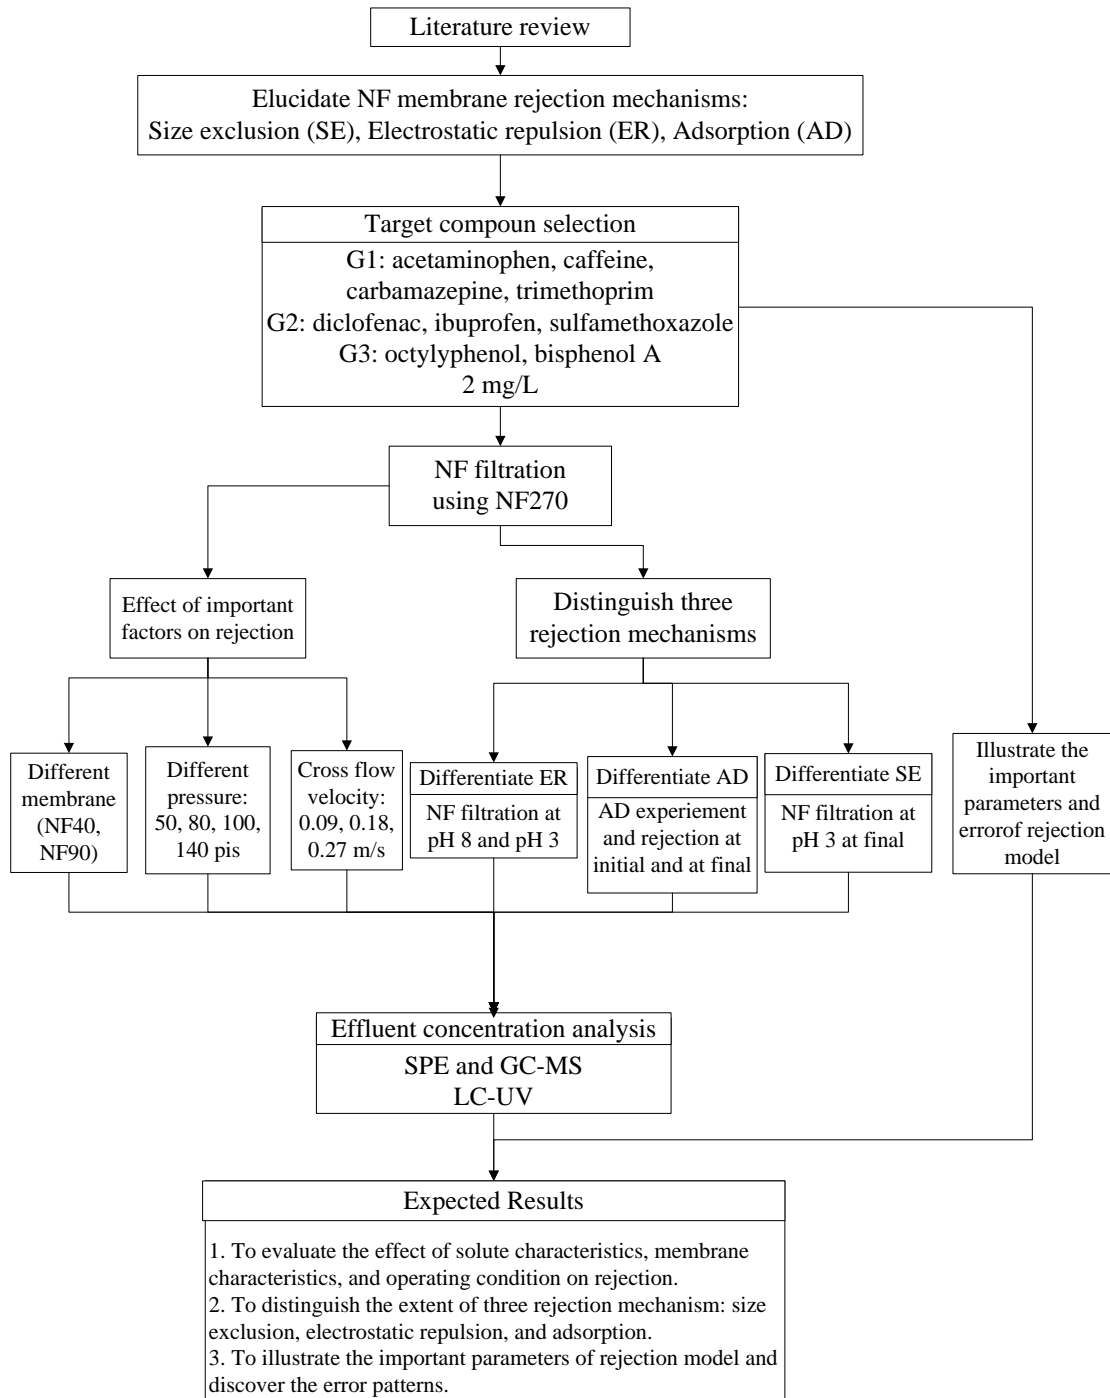 Literature review
Elucidate NF membrane rejection mechanisms:
Size exclusion (SE), Electrostatic repulsion (ER), Adsorption (AD)
Target compoun selection
G1: acetaminophen, caffeine,
carbamazepine, trimethoprim
G2: diclofenac, ibuprofen, sulfamethoxazole
G3: octylyphenol, bisphenol A
2 mg/L
NF filtration
using NF270
Effect of important
factors on rejection
Distinguish three
rejection mechanisms
Different
membrane
(NF40,
NF90)
Different
pressure:
50, 80, 100,
140 pis
Cross flow
velocity:
0.09, 0.18,
0.27 m/s
Differentiate ER
NF filtration at
pH 8 and pH 3
Differentiate AD
AD experiement
and rejection at
initial and at final
Differentiate SE
NF filtration at
pH 3 at final
Illustrate the
important
parameters and
errorof rejection
model
Effluent concentration analysis
SPE and GC-MS
LC-UV
Expected Results
1. To evaluate the effect of solute characteristics, membrane
characteristics, and operating condition on rejection.
2. To distinguish the extent of three rejection mechanism: size
exclusion, electrostatic repulsion, and adsorption.
3. To illustrate the important parameters of rejection model and
discover the error patterns.